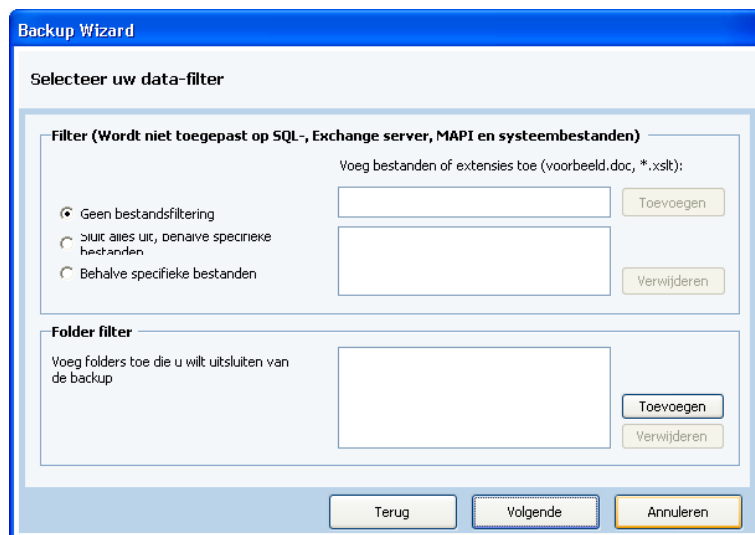 Backup Wizard
Selecteer uw data-filter
Filter (Wordt niet toegepast op SQL-, Exchange server, MAPI en systeembestanden)
Voeg bestanden of extensies toe (voorbeeld.doc, *.xslt):
Toevoegen
Geen bestandsfiltering
Sluit alles uit, behalve specifieke
bestanden
Behalve specifieke bestanden
Verwijderen
Folder filter
Voeg folders toe die u wilt uitsluiten van
de backup
Toevoegen
Verwijderen
Terug
Volgende
Annuleren